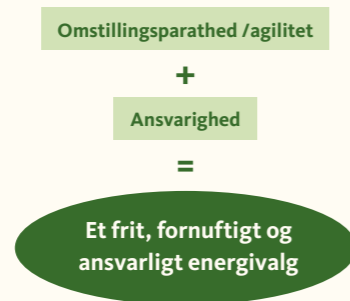 Omstillingsparathed /agilitet
+
Ansvarighed
=
Et frit, fornuftigt og
ansvarligt energivalg